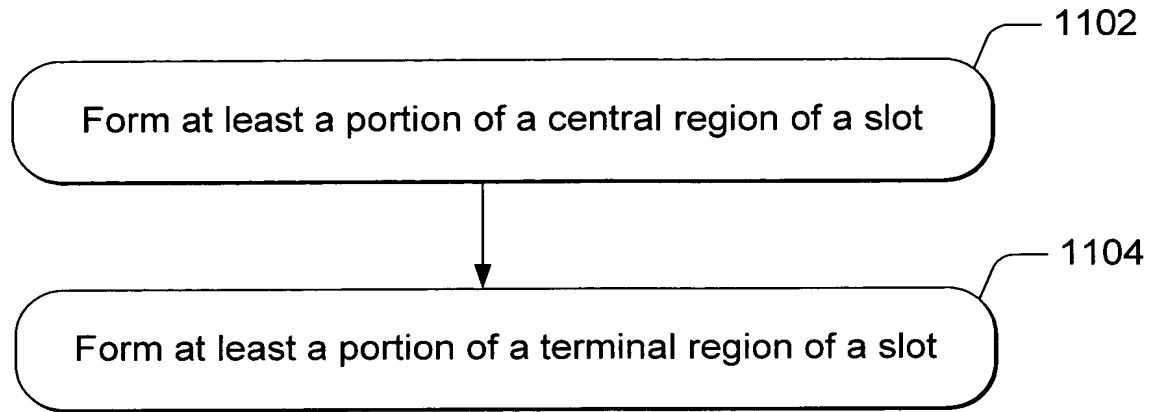 1102
Form at least a portion of a central region of a slot
1104
Form at least a portion of a terminal region of a slot